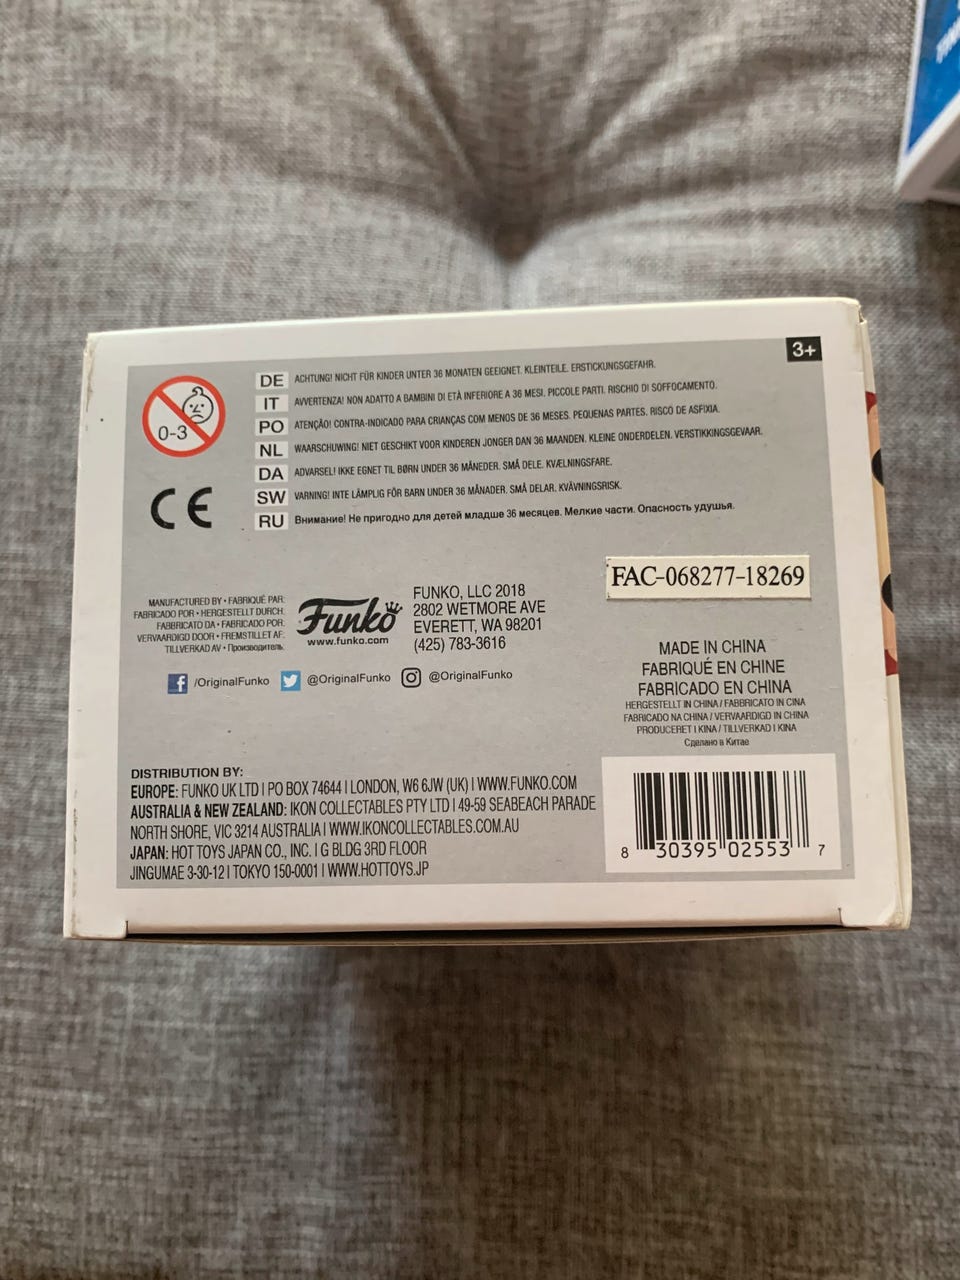 3+
0-3
DE ACHTUNG! NICHT FÜR KINDER UNTER 36 MONATEN GEEIGNET. KLEINTEILE. ERSTICKUNGSGEFAHR.
IT AVVERTENZA! NON ADATTO A BAMBINI DI ETÀ INFERIORE A 36 MESI. PICCOLE PARTI. RISCHIO DI SOFFOCAMENTO.
PO ATENÇÃO! CONTRA-INDICADO PARA CRIANÇAS COM MENOS DE 36 MESES. PEQUENAS PARTES. RISCO DE ASFIXIA.
NL WAARSCHUWING! NIET GESCHIKT VOOR KINDEREN JONGER DAN 36 MAANDEN. KLEINE ONDERDELEN. VERSTIKKINGSGEVAAR.
DA ADVARSEL! IKKE EGNET TIL BØRN UNDER 36 MÅNEDER. SMÅ DELE. KVÆLNINGSFARE.
SW VARNING! INTE LÄMPLIG FÖR BARN UNDER 36 MÅNADER. SMÅ DELAR. KVÄVNINGSRISK.
RU Внимание! Не пригодно для детей младше 36 месяцев. Мелкие части. Опасность удушья.
CE
FAC-068277-18269
MANUFACTURED BY • FABRIQUÉ PAR:
FABRICADO POR • HERGESTELLT DURCH:
FABBRICATO DA • FABRICADO POR:
VERVAARDIGD DOOR • FREMSTILLET AF:
TILLVERKAD AV • Производитель:
Funko
www.funko.com
FUNKO, LLC 2018
2802 WETMORE AVE
EVERETT, WA 98201
(425) 783-3616
/OriginalFunko @OriginalFunko @OriginalFunko
MADE IN CHINA
FABRIQUÉ EN CHINE
FABRICADO EN CHINA
HERGESTELLT IN CHINA / FABBRICATO IN CINA
FABRICADO NA CHINA / VERVAARDIGD IN CHINA
PRODUCERET I KINA / TILLVERKAD I KINA
Сделано в Китае
DISTRIBUTION BY:
EUROPE: FUNKO UK LTD | PO BOX 74644 | LONDON, W6 6JW (UK) | WWW.FUNKO.COM
AUSTRALIA & NEW ZEALAND: IKON COLLECTABLES PTY LTD | 49-59 SEABEACH PARADE
NORTH SHORE, VIC 3214 AUSTRALIA | WWW.IKONCOLLECTABLES.COM.AU
JAPAN: HOT TOYS JAPAN CO., INC. | G BLDG 3RD FLOOR
JINGUMAE 3-30-12 | TOKYO 150-0001 | WWW.HOTTOYS.JP
8 30395 02553 7